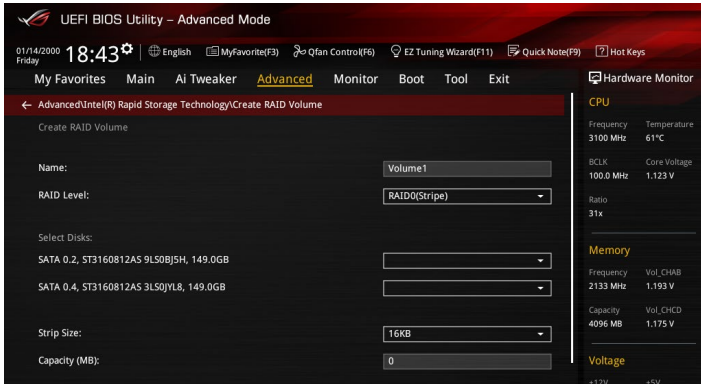 UEFI BIOS Utility – Advanced Mode
01/14/2000 Friday 18:43 English MyFavorite(F3) Qfan Control(F6) EZ Tuning Wizard(F11) Quick Note(F9) ? Hot Keys
My Favorites Main Ai Tweaker Advanced Monitor Boot Tool Exit
← Advanced\Intel(R) Rapid Storage Technology\Create RAID Volume
Create RAID Volume
Name: Volume1
RAID Level: RAID0(Stripe)
Select Disks:
SATA 0.2, ST3160812AS 9LS0BJ5H, 149.0GB
SATA 0.4, ST3160812AS 3LS0JYL8, 149.0GB
Strip Size: 16KB
Capacity (MB): 0
Hardware Monitor
CPU
Frequency Temperature
3100 MHz 61°C
BCLK Core Voltage
100.0 MHz 1.123 V
Ratio
31x
Memory
Frequency Vol_CHAB
2133 MHz 1.193 V
Capacity Vol_CHCD
4096 MB 1.175 V
Voltage
+12V +5V